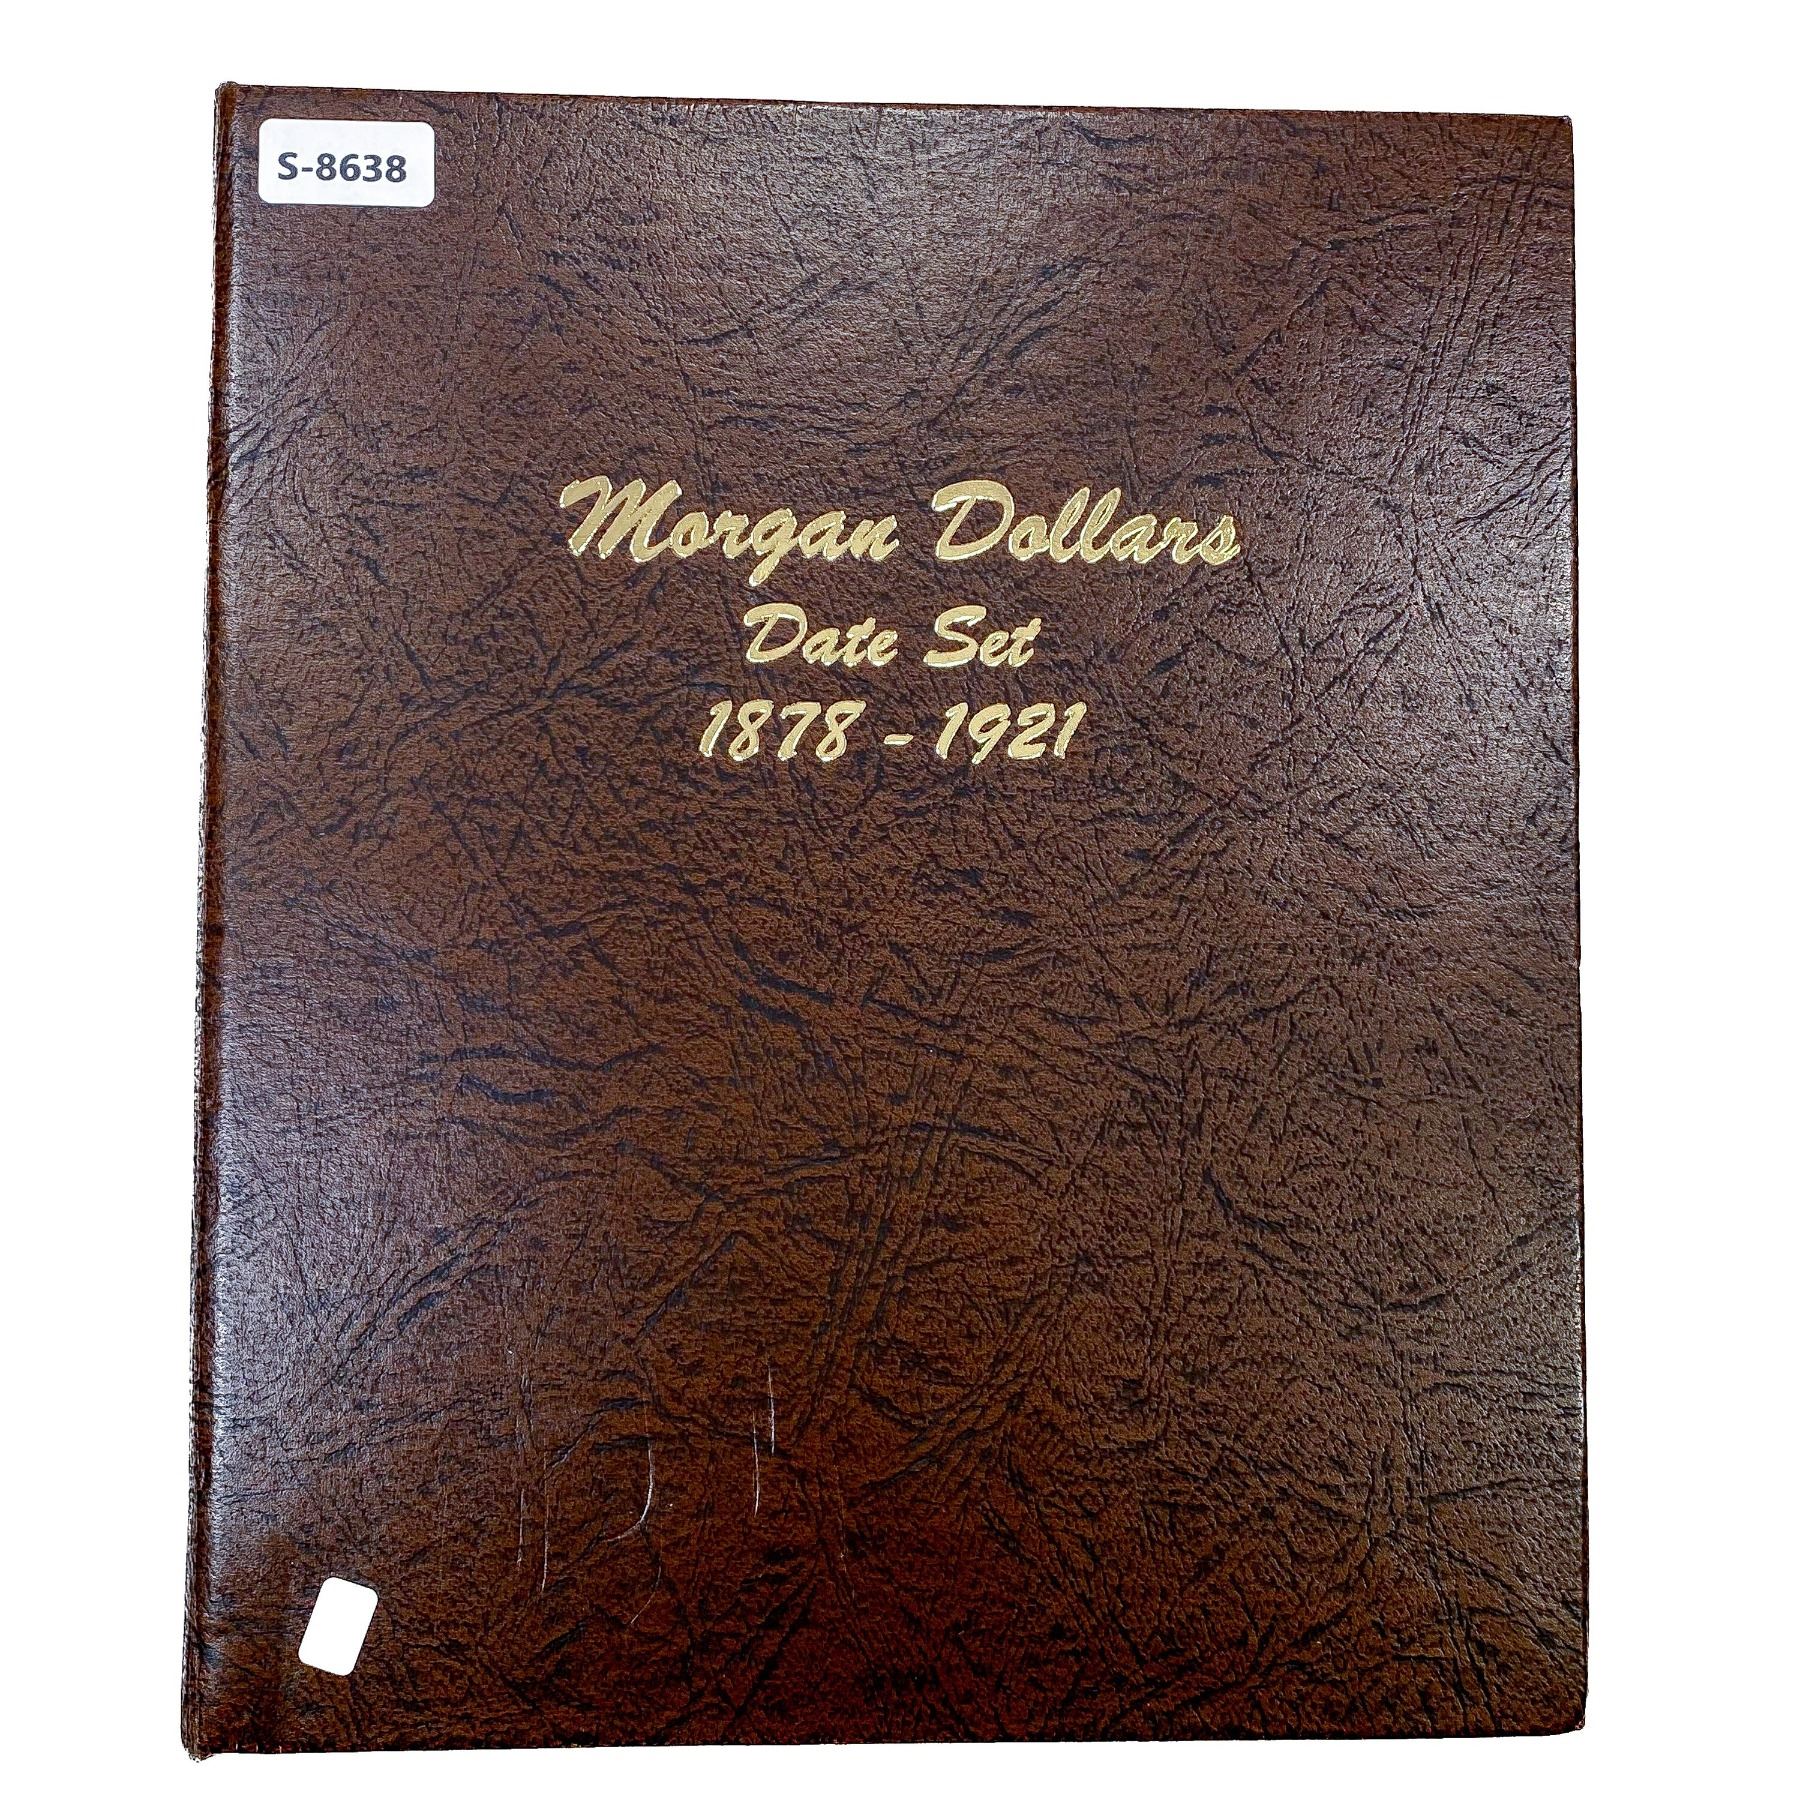 S-8638
Morgan Dollars
Date Set
1878 - 1921